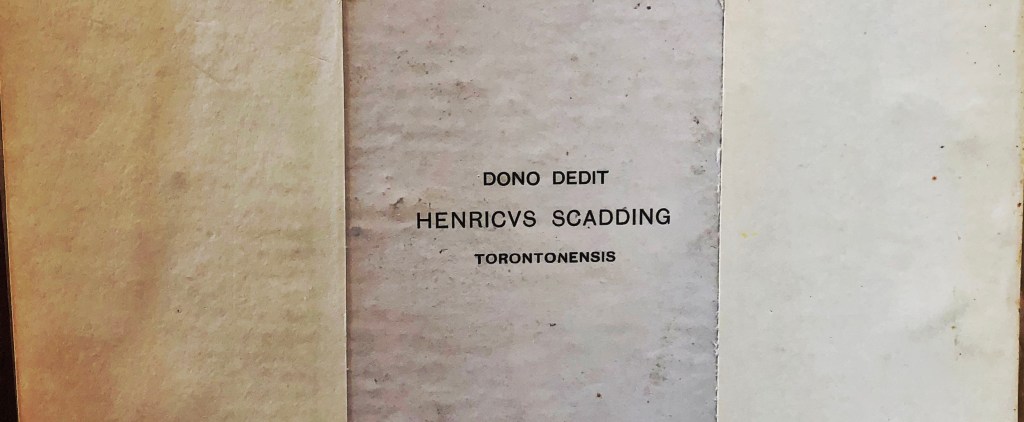 DONO DEDIT
HENRICVS SCADDING
TORONTONENSIS